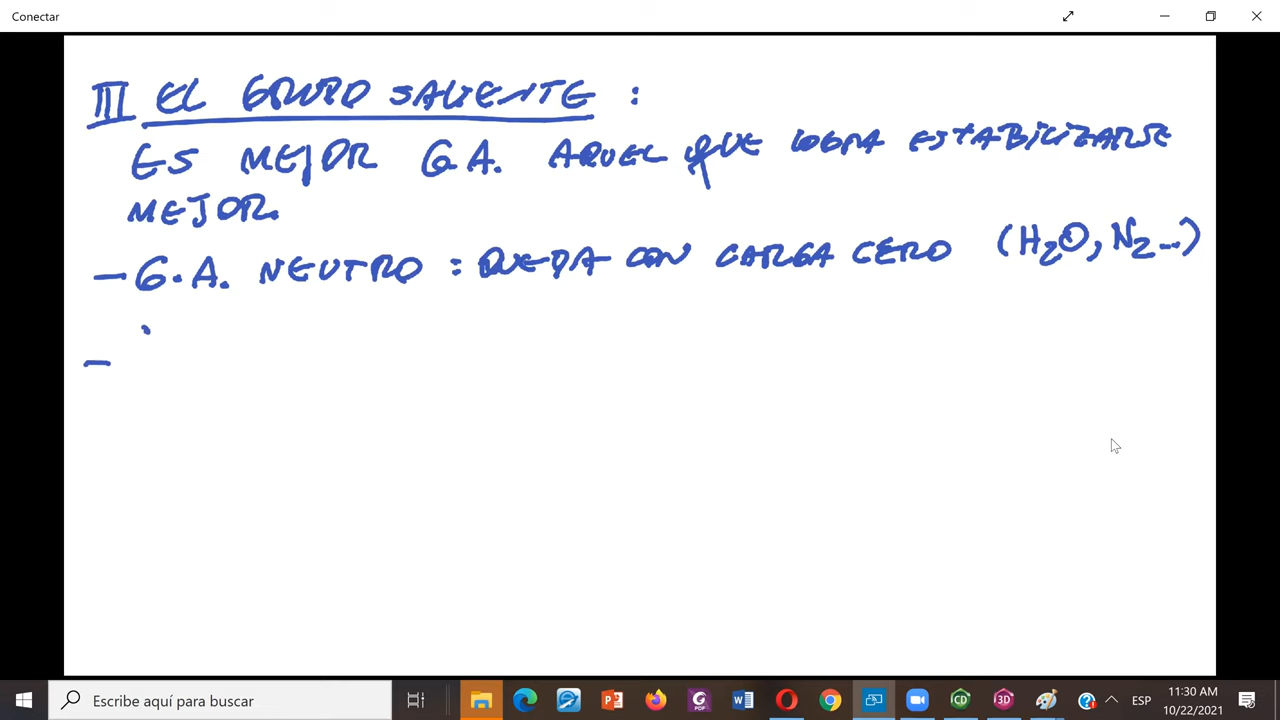 Conectar
III EL GRUPO SALIENTE :
ES MEJOR G.A. AQUEL QUE LOGRA ESTABILIZARSE
MEJOR.
- G.A. NEUTRO : QUEDA CON CARGA CERO (H₂O, N₂ ...)
-
Escribe aquí para buscar
ESP
11:30 AM
10/22/2021